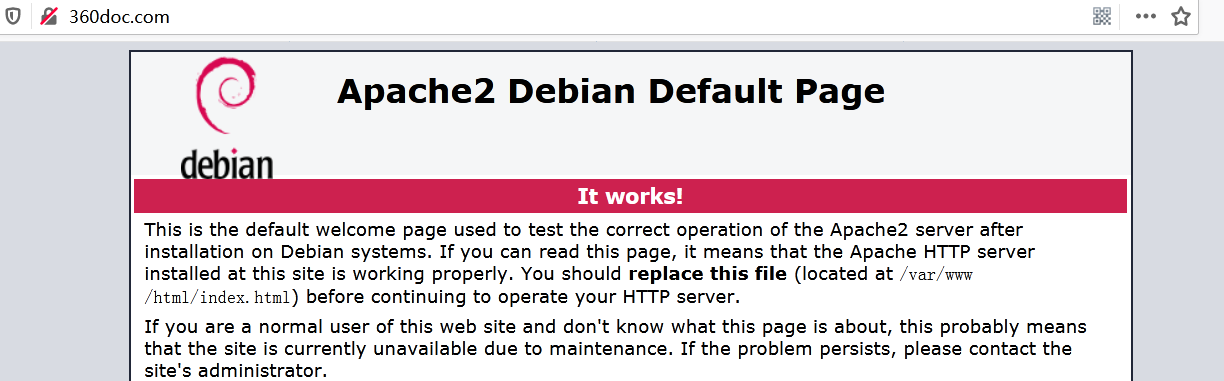 360doc.com
Apache2 Debian Default Page
debian
It works!
This is the default welcome page used to test the correct operation of the Apache2 server after
installation on Debian systems. If you can read this page, it means that the Apache HTTP server
installed at this site is working properly. You should replace this file (located at /var/www
/html/index.html) before continuing to operate your HTTP server.
If you are a normal user of this web site and don't know what this page is about, this probably means
that the site is currently unavailable due to maintenance. If the problem persists, please contact the
site's administrator.